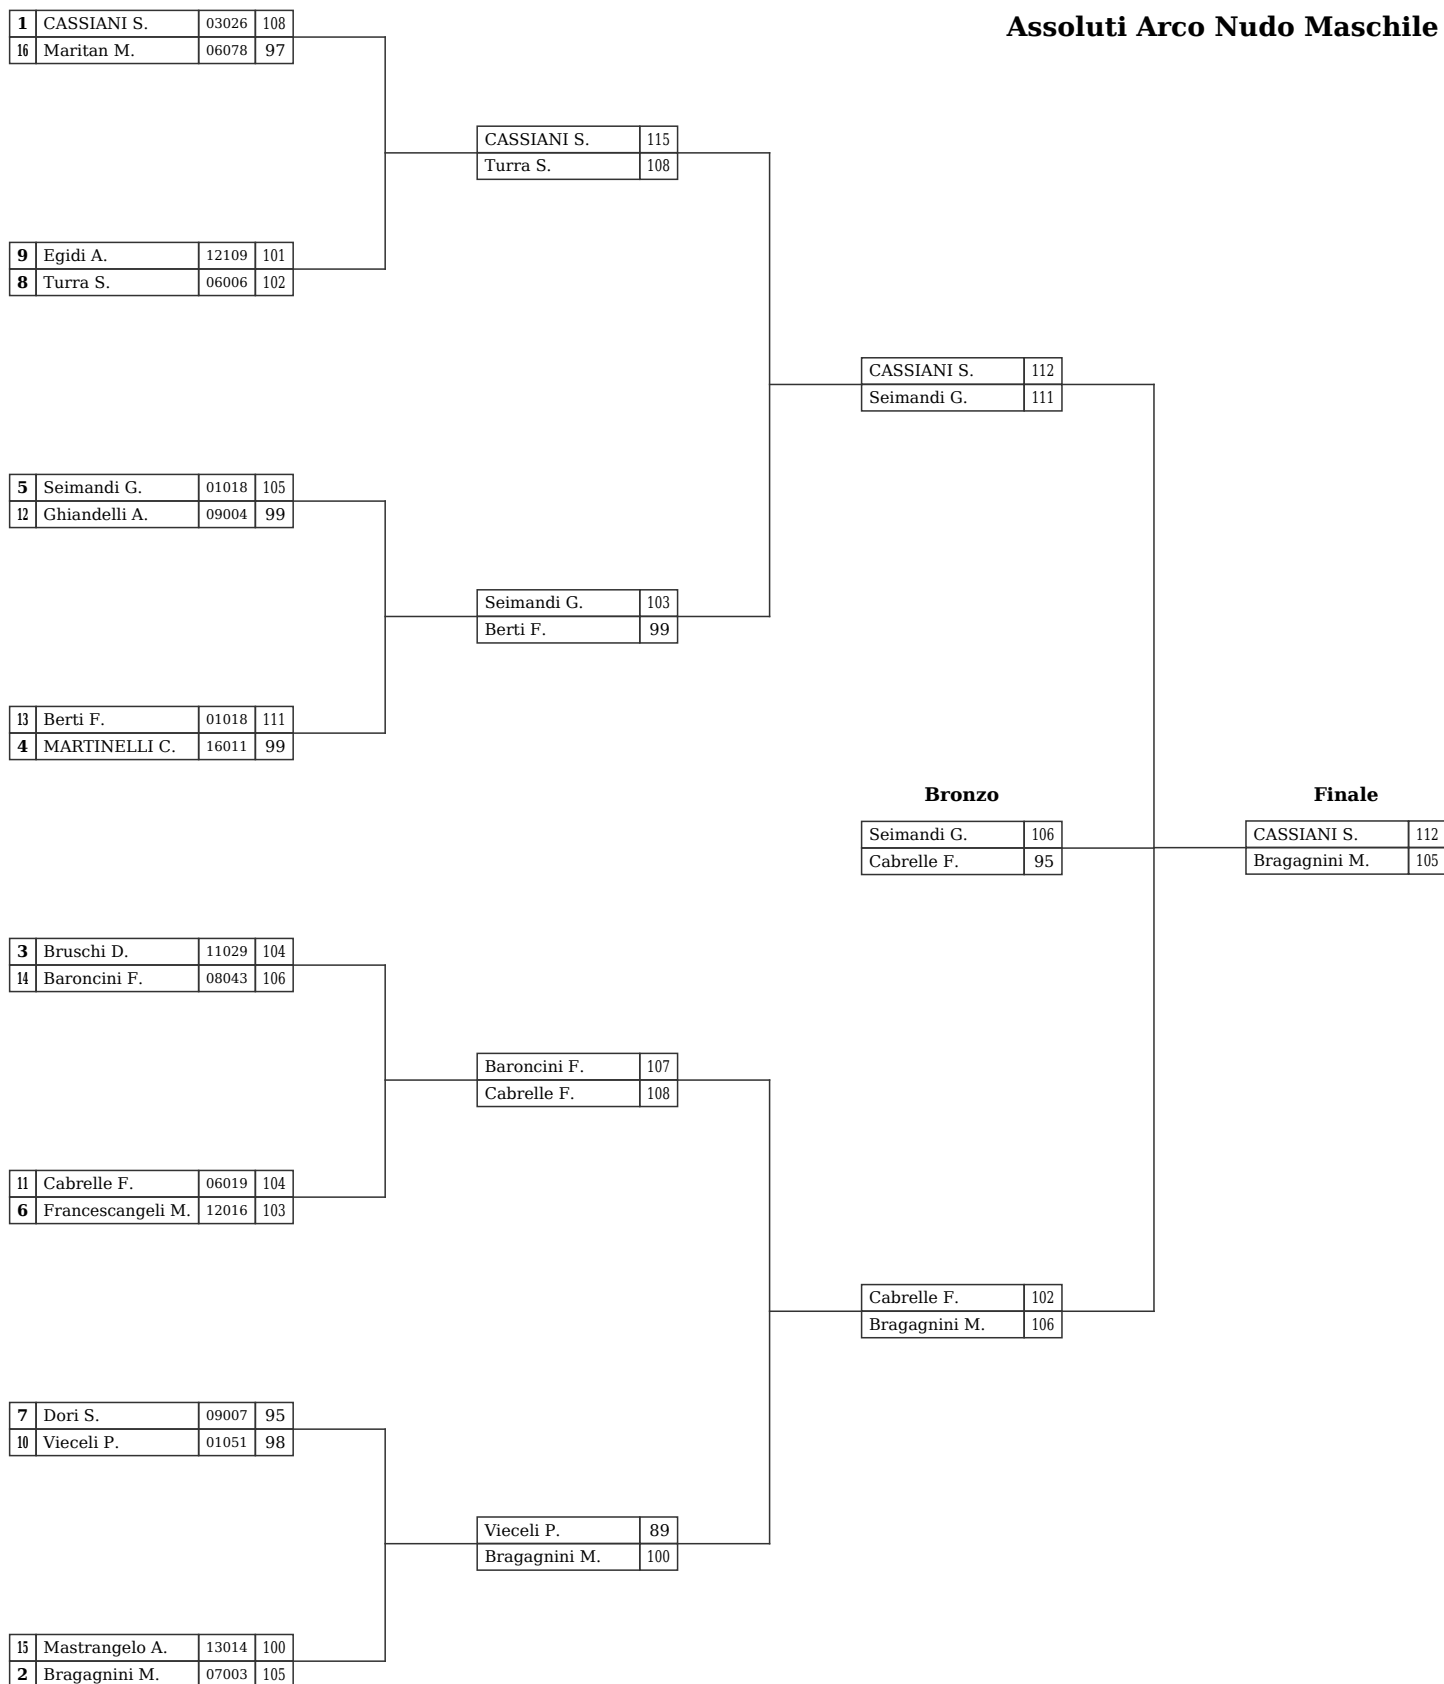 Assoluti Arco Nudo Maschile
1 CASSIANI S. 03026 108
16 Maritan M. 06078 97
CASSIANI S. 115
Turra S. 108
9 Egidi A. 12109 101
8 Turra S. 06006 102
CASSIANI S. 112
Seimandi G. 111
5 Seimandi G. 01018 105
12 Ghiandelli A. 09004 99
Seimandi G. 103
Berti F. 99
13 Berti F. 01018 111
4 MARTINELLI C. 16011 99
Bronzo
Finale
Seimandi G. 106
Cabrelle F. 95
CASSIANI S. 112
Bragagnini M. 105
3 Bruschi D. 11029 104
14 Baroncini F. 08043 106
Baroncini F. 107
Cabrelle F. 108
11 Cabrelle F. 06019 104
6 Francescangeli M. 12016 103
Cabrelle F. 102
Bragagnini M. 106
7 Dori S. 09007 95
10 Vieceli P. 01051 98
Vieceli P. 89
Bragagnini M. 100
15 Mastrangelo A. 13014 100
2 Bragagnini M. 07003 105